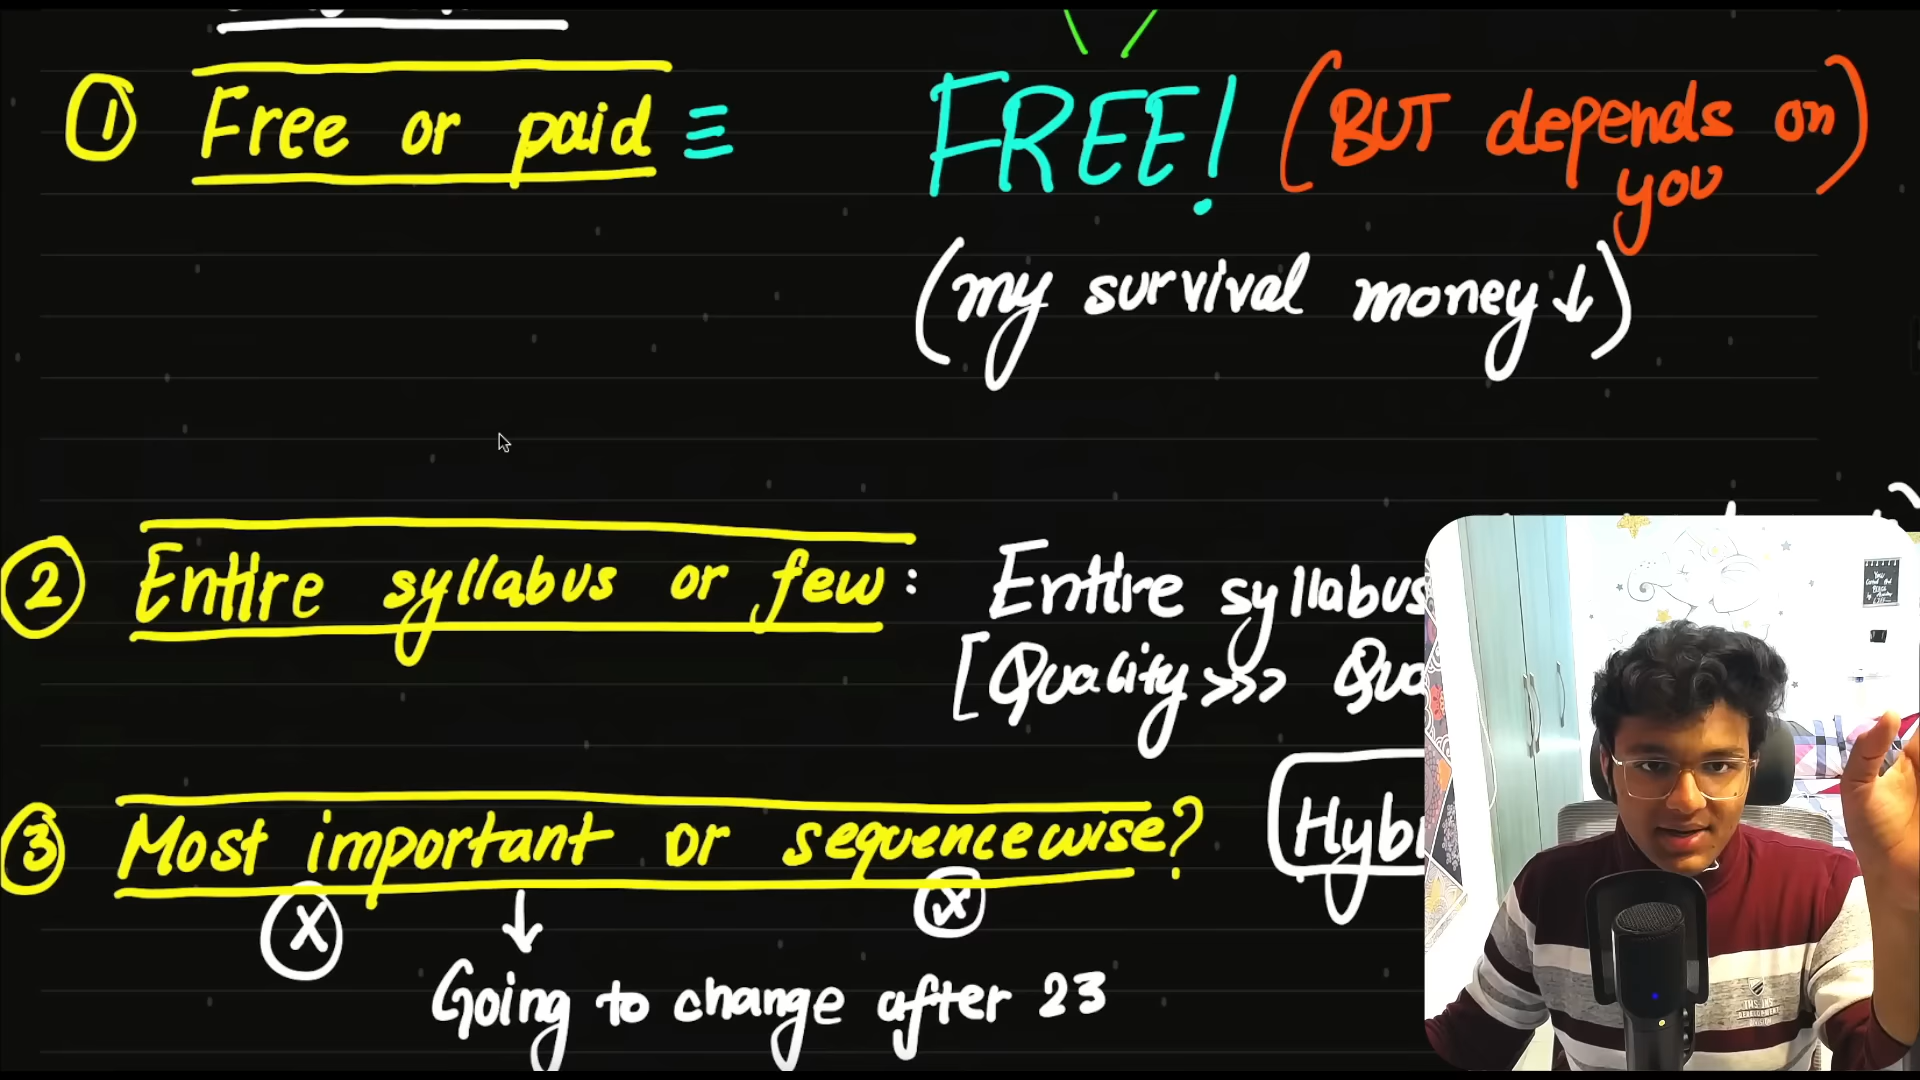 ① Free or paid ≡ FREE! (BUT depends on you)
(my survival money ↓)
② Entire syllabus or few : Entire syllabus
[Quality >>>
③ Most important or sequencewise?
X ↓ X
Going to change after 23